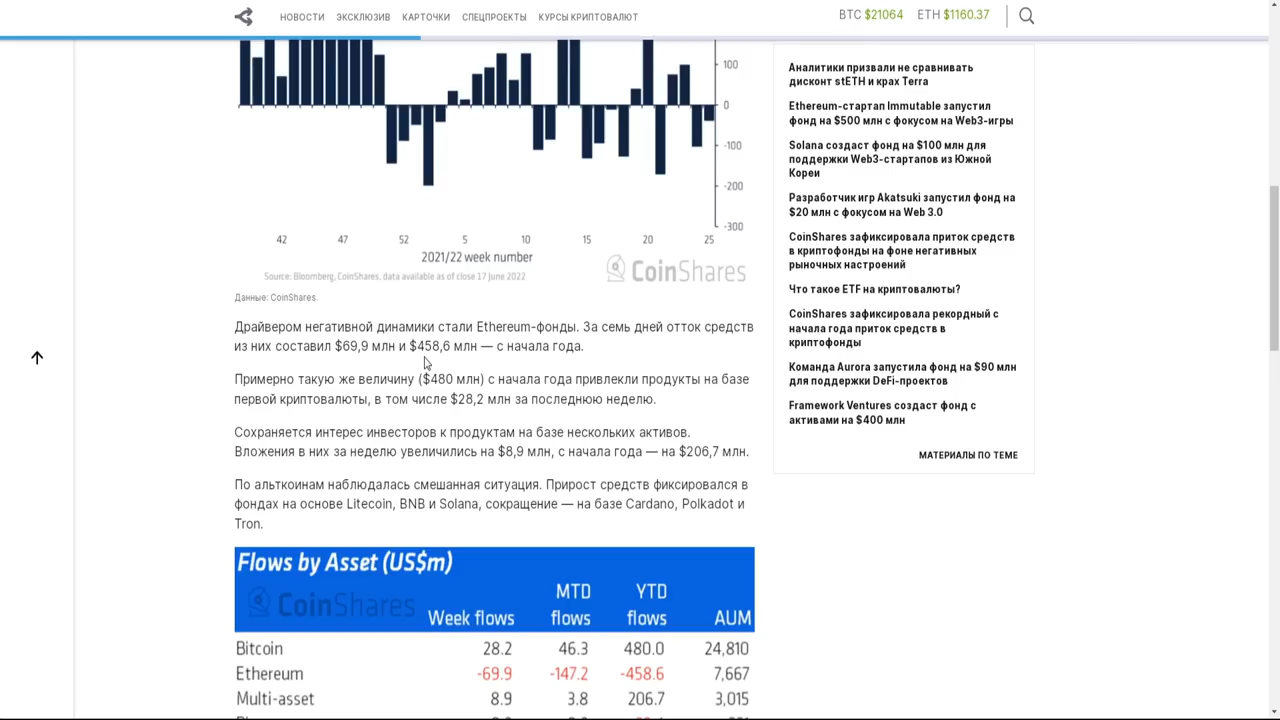 НОВОСТИ ЭКСКЛЮЗИВ КАРТОЧКИ СПЕЦПРОЕКТЫ КУРСЫ КРИПТОВАЛЮТ
BTC $21064 ETH $1160.37
100
0
-100
-200
-300
42 47 52 5 10 15 20 25
2021/22 week number
Source: Bloomberg, CoinShares, data available as of close 17 June 2022
CoinShares
Данные: CoinShares.
Драйвером негативной динамики стали Ethereum-фонды. За семь дней отток средств
из них составил $69,9 млн и $458,6 млн — с начала года.
Примерно такую же величину ($480 млн) с начала года привлекли продукты на базе
первой криптовалюты, в том числе $28,2 млн за последнюю неделю.
Сохраняется интерес инвесторов к продуктам на базе нескольких активов.
Вложения в них за неделю увеличились на $8,9 млн, с начала года — на $206,7 млн.
По альткоинам наблюдалась смешанная ситуация. Прирост средств фиксировался в
фондах на основе Litecoin, BNB и Solana, сокращение — на базе Cardano, Polkadot и
Tron.
Flows by Asset (US$m)
CoinShares
MTD YTD
Week flows flows flows AUM
Bitcoin 28.2 46.3 480.0 24,810
Ethereum -69.9 -147.2 -458.6 7,667
Multi-asset 8.9 3.8 206.7 3,015
Аналитики призвали не сравнивать
дисконт stETH и крах Terra
Ethereum-стартап Immutable запустил
фонд на $500 млн с фокусом на Web3-игры
Solana создаст фонд на $100 млн для
поддержки Web3-стартапов из Южной
Кореи
Разработчик игр Akatsuki запустил фонд на
$20 млн с фокусом на Web 3.0
CoinShares зафиксировала приток средств
в криптофонды на фоне негативных
рыночных настроений
Что такое ETF на криптовалюты?
CoinShares зафиксировала рекордный с
начала года приток средств в
криптофонды
Команда Aurora запустила фонд на $90 млн
для поддержки DeFi-проектов
Framework Ventures создаст фонд с
активами на $400 млн
МАТЕРИАЛЫ ПО ТЕМЕ